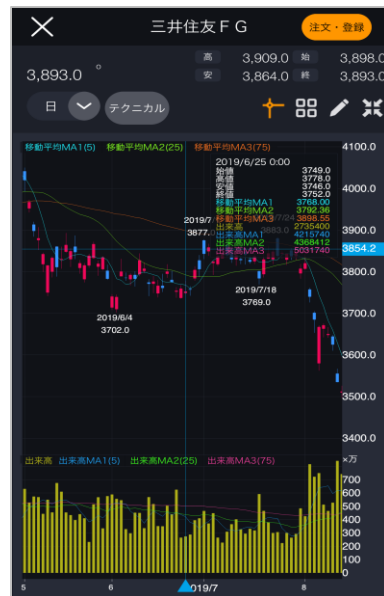 三井住友ＦＧ
注文・登録
3,893.0 °
高 3,909.0 始 3,898.0
安 3,864.0 終 3,893.0
日 テクニカル
移動平均MA1(5) 移動平均MA2(25) 移動平均MA3(75)
4100.0
4000.0
3900.0
3854.2
3800.0
3700.0
3600.0
3500.0
3400.0
2019/6/25 0:00
始値 3749.0
高値 3778.0
安値 3746.0
終値 3752.0
移動平均MA1 3768.00
移動平均MA2 3792.36
移動平均MA3 3898.55
出来高 2735400
出来高MA1 4215740
出来高MA2 4368412
出来高MA3 5031740
2019/7/18
3769.0
2019/6/4
3702.0
出来高 出来高MA1(5) 出来高MA2(25) 出来高MA3(75)
×万
700
600
500
400
300
200
100
0
5 6 2019/7 8